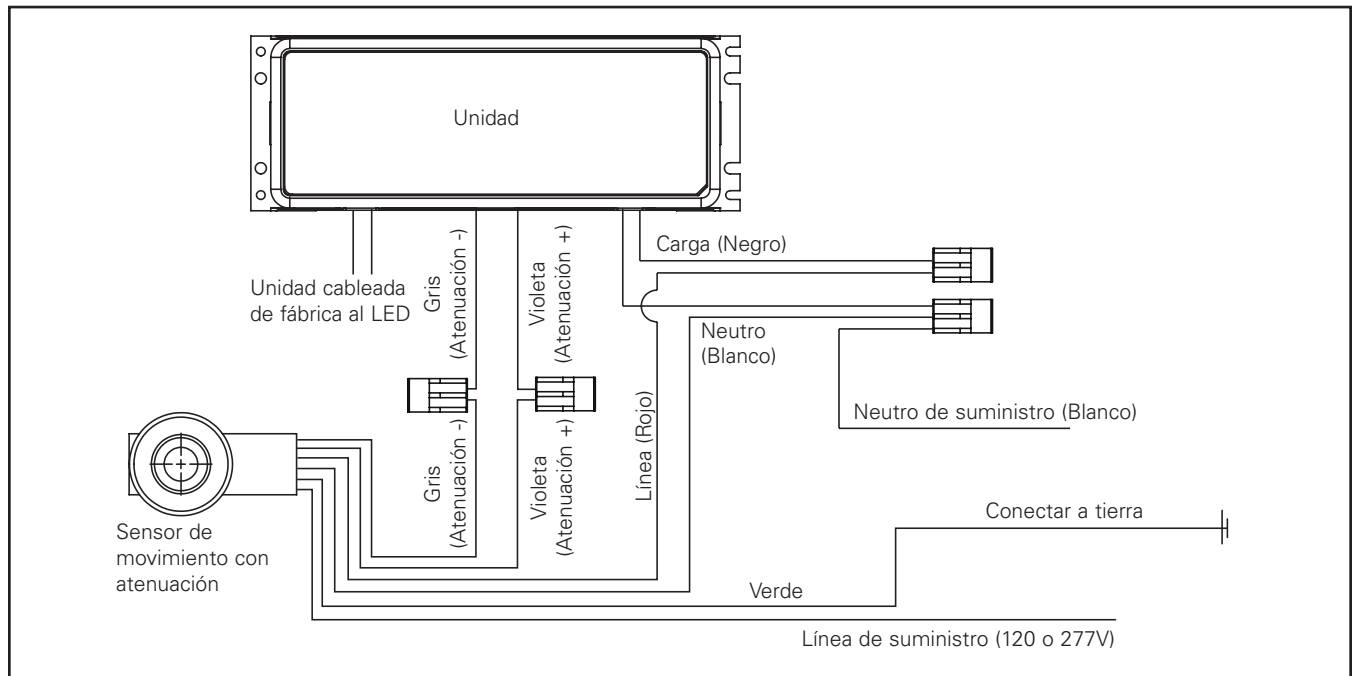 Unidad
Unidad cableada
de fábrica al LED
Gris
(Atenuación -)
Violeta
(Atenuación +)
Carga (Negro)
Neutro
(Blanco)
Línea (Rojo)
Neutro de suministro (Blanco)
Gris
(Atenuación -)
Violeta
(Atenuación +)
Sensor de
movimiento con
atenuación
Conectar a tierra
Verde
Línea de suministro (120 o 277V)